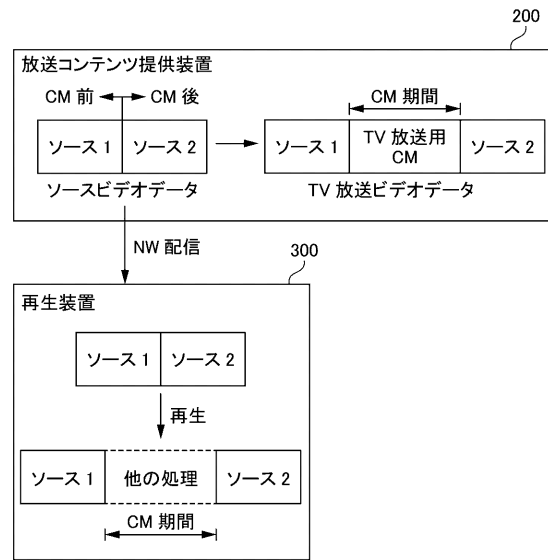 200
放送コンテンツ提供装置
CM 前
CM 後
CM 期間
ソース 1
ソース 2
ソース 1
TV 放送用
CM
ソース 2
ソースビデオデータ
TV 放送ビデオデータ
NW 配信
300
再生装置
ソース 1
ソース 2
再生
ソース 1
他の処理
ソース 2
CM 期間